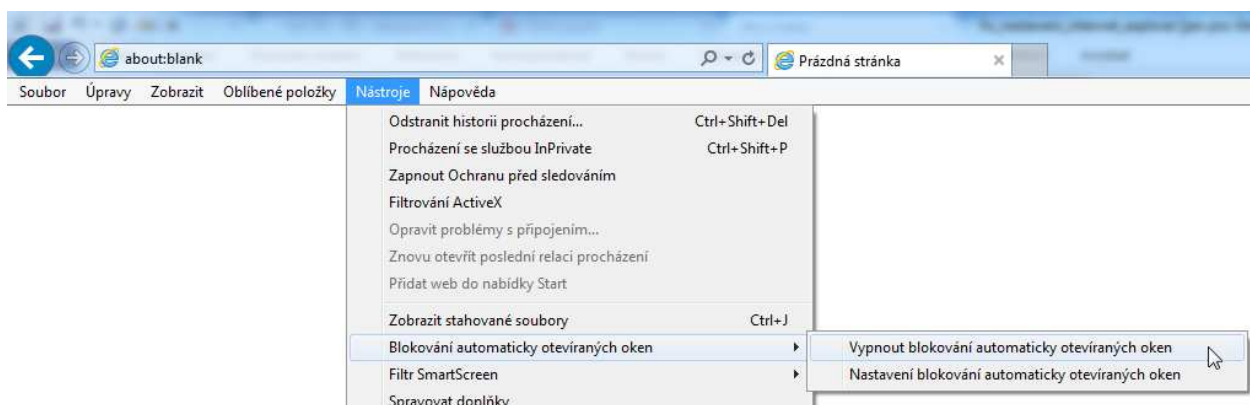 about:blank
Prázdná stránka
Soubor Úpravy Zobrazit Oblíbené položky Nástroje Nápověda
Odstranit historii procházení... Ctrl+Shift+Del
Procházení se službou InPrivate Ctrl+Shift+P
Zapnout Ochranu před sledováním
Filtrování ActiveX
Opravit problémy s připojením...
Znovu otevřít poslední relaci procházení
Přidat web do nabídky Start
Zobrazit stahované soubory Ctrl+J
Blokování automaticky otevíraných oken
Vypnout blokování automaticky otevíraných oken
Filtr SmartScreen
Nastavení blokování automaticky otevíraných oken
Spravovat doplňky